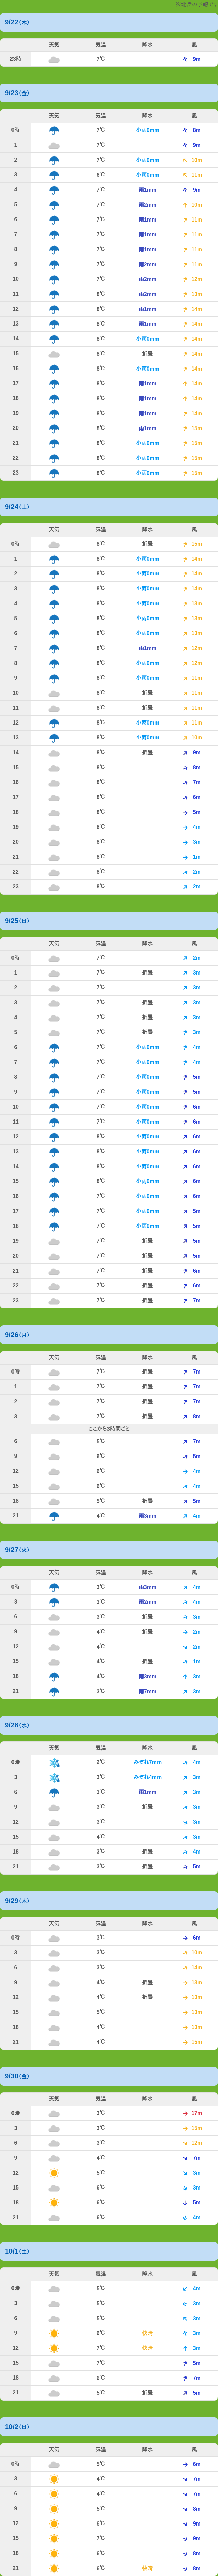 9/22(木)
天気 気温 降水 風
23時 7℃ 9m
9/23(金)
天気 気温 降水 風
0時 7℃ 小雨0mm 8m
1 7℃ 9m
2 7℃ 小雨0mm 10m
3 6℃ 小雨0mm 11m
4 7℃ 雨1mm 9m
5 7℃ 雨2mm 10m
6 7℃ 雨1mm 11m
7 7℃ 雨1mm 11m
8 7℃ 雨1mm 11m
9 7℃ 雨2mm 11m
10 7℃ 雨2mm 12m
11 8℃ 雨2mm 13m
12 8℃ 雨1mm 14m
13 8℃ 雨1mm 14m
14 8℃ 小雨0mm 14m
15 8℃ 折畳 14m
16 8℃ 小雨0mm 14m
17 8℃ 雨1mm 14m
18 8℃ 雨1mm 14m
19 8℃ 雨1mm 14m
20 8℃ 雨1mm 15m
21 8℃ 小雨0mm 15m
22 8℃ 小雨0mm 15m
23 8℃ 小雨0mm 15m
9/24(土)
天気 気温 降水 風
0時 8℃ 折畳 15m
1 8℃ 小雨0mm 14m
2 8℃ 小雨0mm 14m
3 8℃ 小雨0mm 14m
4 8℃ 小雨0mm 13m
5 8℃ 小雨0mm 13m
6 8℃ 小雨0mm 13m
7 8℃ 雨1mm 12m
8 8℃ 小雨0mm 12m
9 8℃ 小雨0mm 11m
10 8℃ 折畳 11m
11 8℃ 折畳 11m
12 8℃ 小雨0mm 11m
13 8℃ 小雨0mm 10m
14 8℃ 折畳 9m
15 8℃ 8m
16 8℃ 7m
17 8℃ 6m
18 8℃ 5m
19 8℃ 4m
20 8℃ 3m
21 8℃ 1m
22 8℃ 2m
23 8℃ 2m
9/25(日)
天気 気温 降水 風
0時 7℃ 2m
1 7℃ 折畳 3m
2 7℃ 3m
3 7℃ 折畳 3m
4 7℃ 折畳 3m
5 7℃ 折畳 3m
6 7℃ 小雨0mm 4m
7 7℃ 小雨0mm 4m
8 7℃ 小雨0mm 5m
9 7℃ 小雨0mm 5m
10 7℃ 小雨0mm 6m
11 7℃ 小雨0mm 6m
12 8℃ 小雨0mm 6m
13 8℃ 小雨0mm 6m
14 8℃ 小雨0mm 6m
15 8℃ 小雨0mm 6m
16 7℃ 小雨0mm 6m
17 7℃ 小雨0mm 5m
18 7℃ 小雨0mm 5m
19 7℃ 折畳 5m
20 7℃ 折畳 5m
21 7℃ 折畳 6m
22 7℃ 折畳 6m
23 7℃ 折畳 7m
9/26(月)
天気 気温 降水 風
0時 7℃ 折畳 7m
1 7℃ 折畳 7m
2 7℃ 折畳 7m
3 7℃ 折畳 8m
ここから3時間ごと
6 5℃ 7m
9 6℃ 5m
12 6℃ 4m
15 6℃ 4m
18 5℃ 折畳 5m
21 4℃ 雨3mm 4m
9/27(火)
天気 気温 降水 風
0時 3℃ 雨3mm 4m
3 3℃ 雨2mm 4m
6 3℃ 折畳 3m
9 4℃ 折畳 2m
12 4℃ 2m
15 4℃ 折畳 1m
18 4℃ 雨3mm 3m
21 3℃ 雨7mm 3m
9/28(水)
天気 気温 降水 風
0時 2℃ みぞれ7mm 4m
3 3℃ みぞれ4mm 3m
6 3℃ 雨1mm 3m
9 3℃ 折畳 3m
12 3℃ 3m
15 4℃ 3m
18 3℃ 折畳 4m
21 3℃ 折畳 5m
9/29(木)
天気 気温 降水 風
0時 3℃ 6m
3 3℃ 10m
6 3℃ 14m
9 4℃ 折畳 13m
12 4℃ 折畳 13m
15 5℃ 13m
18 4℃ 13m
21 4℃ 15m
9/30(金)
天気 気温 降水 風
0時 3℃ 17m
3 3℃ 15m
6 3℃ 12m
9 4℃ 7m
12 5℃ 3m
15 6℃ 3m
18 6℃ 5m
21 6℃ 4m
10/1(土)
天気 気温 降水 風
0時 5℃ 4m
3 5℃ 3m
6 5℃ 3m
9 6℃ 快晴 3m
12 7℃ 快晴 3m
15 7℃ 5m
18 6℃ 7m
21 5℃ 折畳 5m
10/2(日)
天気 気温 降水 風
0時 5℃ 6m
3 4℃ 7m
6 4℃ 7m
9 5℃ 8m
12 6℃ 9m
15 7℃ 9m
18 6℃ 8m
21 6℃ 快晴 8m